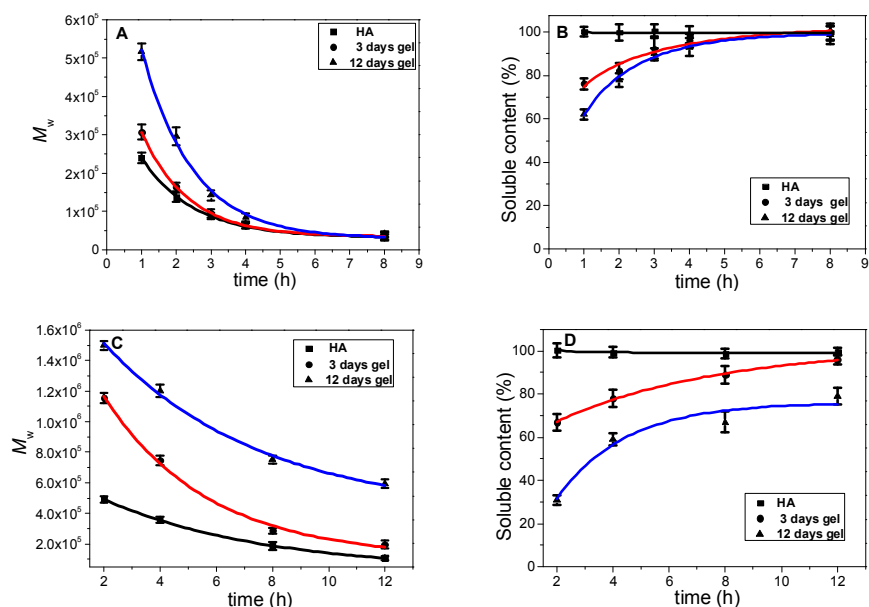 A
HA
3 days gel
12 days gel
6x10⁵
5x10⁵
4x10⁵
3x10⁵
2x10⁵
1x10⁵
0
Mw
0 1 2 3 4 5 6 7 8 9
time (h)
B
100
80
60
40
20
0
Soluble content (%)
HA
3 days gel
12 days gel
0 1 2 3 4 5 6 7 8 9
time (h)
C
HA
3 days gel
12 days gel
1.6x10⁶
1.4x10⁶
1.2x10⁶
1.0x10⁶
8.0x10⁵
6.0x10⁵
4.0x10⁵
2.0x10⁵
Mw
2 4 6 8 10 12
time (h)
D
100
80
60
40
20
0
Soluble content (%)
HA
3 days gel
12 days gel
2 4 6 8 10 12
time (h)